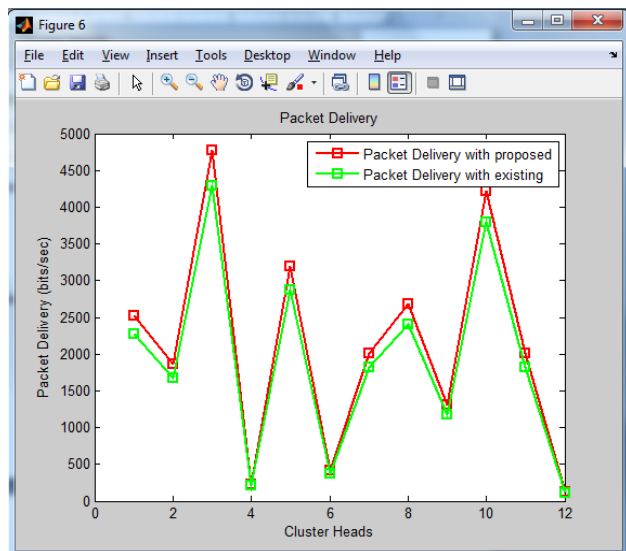 Figure 6
File Edit View Insert Tools Desktop Window Help
Packet Delivery
Packet Delivery with proposed
Packet Delivery with existing
5000
4500
4000
3500
3000
2500
2000
1500
1000
500
0
Packet Delivery (bits/sec)
0 2 4 6 8 10 12
Cluster Heads